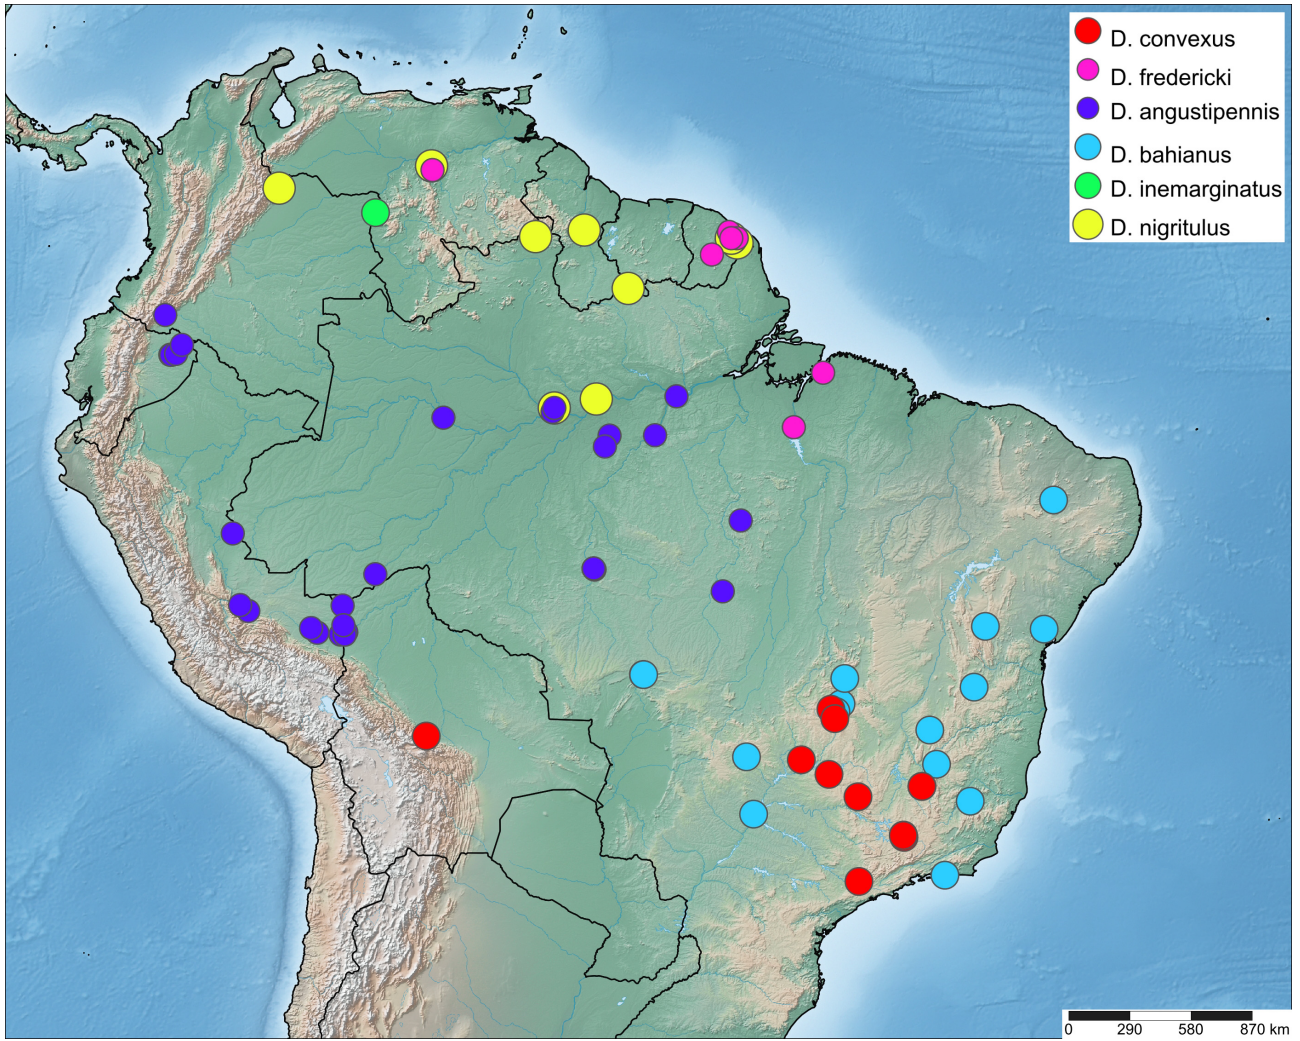 D. convexus
D. fredericki
D. angustipennis
D. bahianus
D. inemarginatus
D. nigritulus
0 290 580 870 km